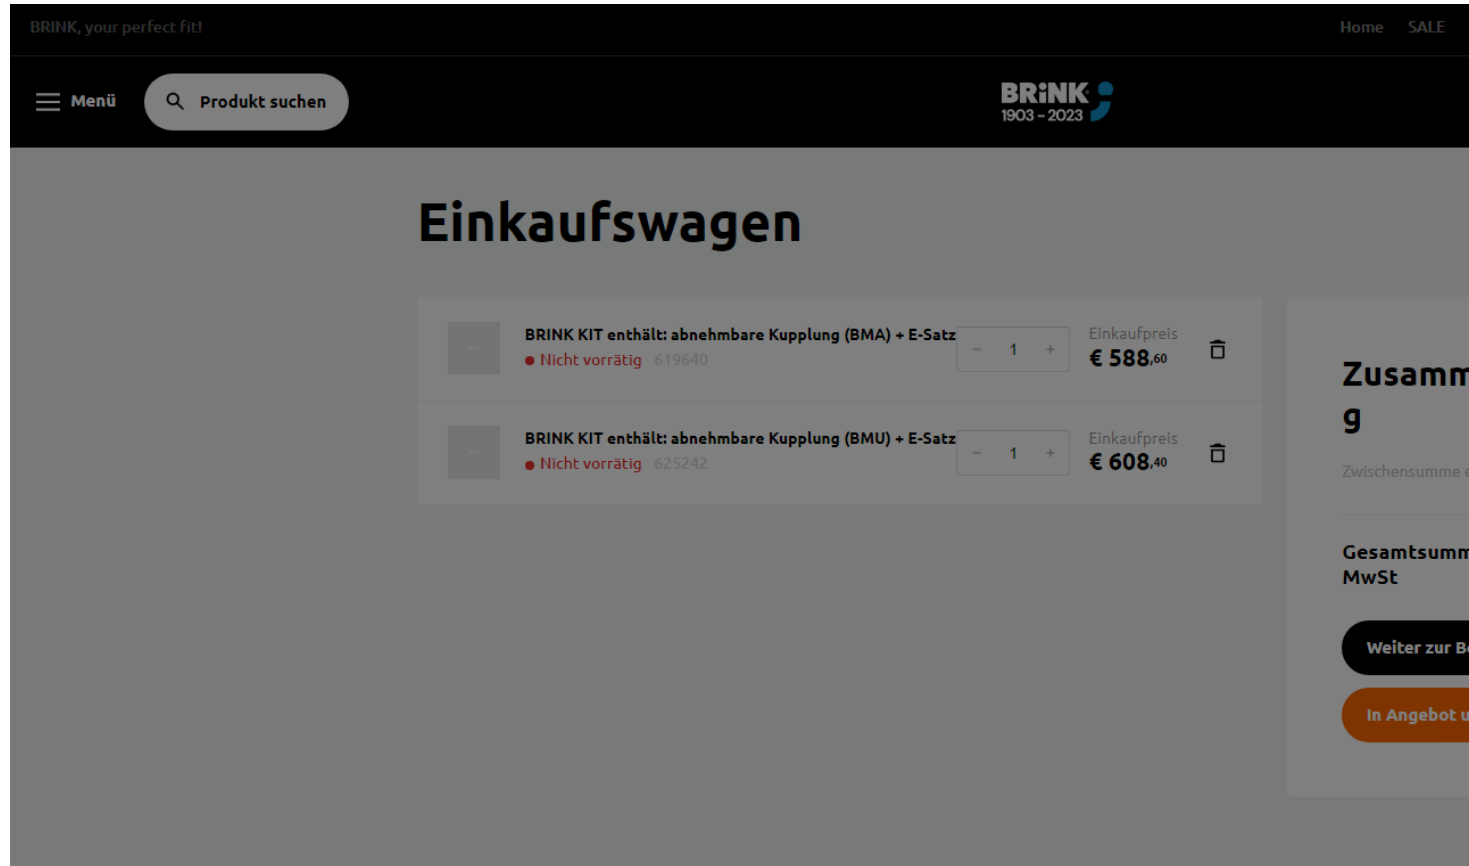 BRINK, your perfect fit!
Home SALE
Menü
Produkt suchen
BRiNK
1903 – 2023
Einkaufswagen
BRINK KIT enthält: abnehmbare Kupplung (BMA) + E-Satz
Nicht vorrätig 619640
− 1 +
Einkaufpreis
€ 588,60
BRINK KIT enthält: abnehmbare Kupplung (BMU) + E-Satz
Nicht vorrätig 625242
− 1 +
Einkaufpreis
€ 608,40
Zusamm
g
Zwischensumme e
Gesamtsumm
MwSt
Weiter zur B
In Angebot u